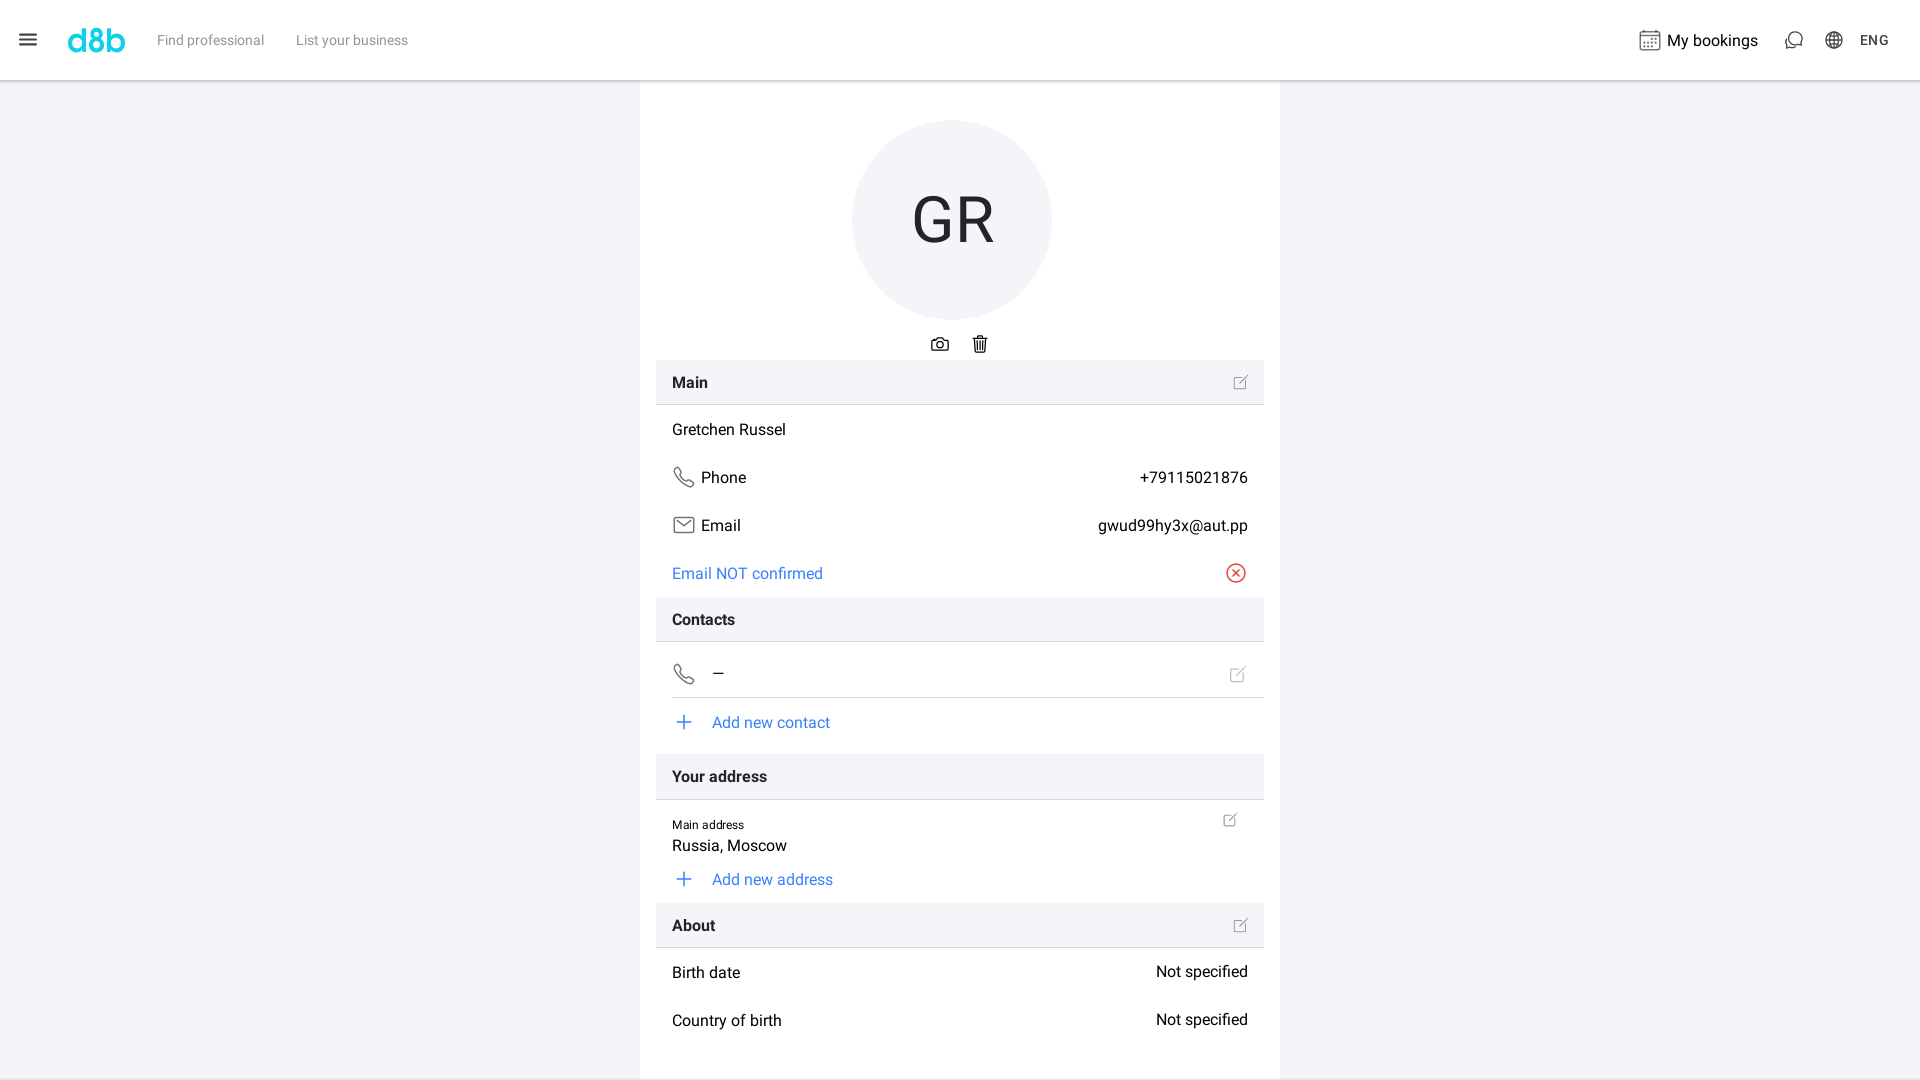 d8b
Find professional
List your business
My bookings
ENG
GR
Main
Gretchen Russel
Phone
+79115021876
Email
gwud99hy3x@aut.pp
Email NOT confirmed
Contacts
—
Add new contact
Your address
Main address
Russia, Moscow
Add new address
About
Birth date
Not specified
Country of birth
Not specified